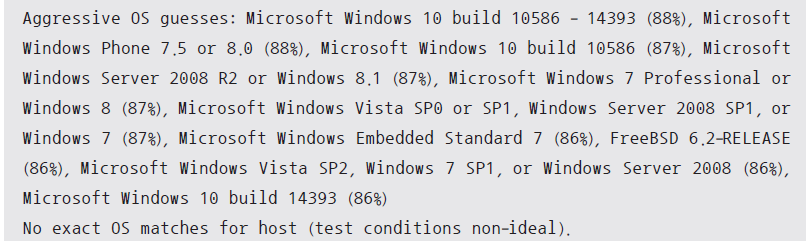 Aggressive OS guesses: Microsoft Windows 10 build 10586 - 14393 (88%), Microsoft
Windows Phone 7.5 or 8.0 (88%), Microsoft Windows 10 build 10586 (87%), Microsoft
Windows Server 2008 R2 or Windows 8.1 (87%), Microsoft Windows 7 Professional or
Windows 8 (87%), Microsoft Windows Vista SP0 or SP1, Windows Server 2008 SP1, or
Windows 7 (87%), Microsoft Windows Embedded Standard 7 (86%), FreeBSD 6.2-RELEASE
(86%), Microsoft Windows Vista SP2, Windows 7 SP1, or Windows Server 2008 (86%),
Microsoft Windows 10 build 14393 (86%)
No exact OS matches for host (test conditions non-ideal).